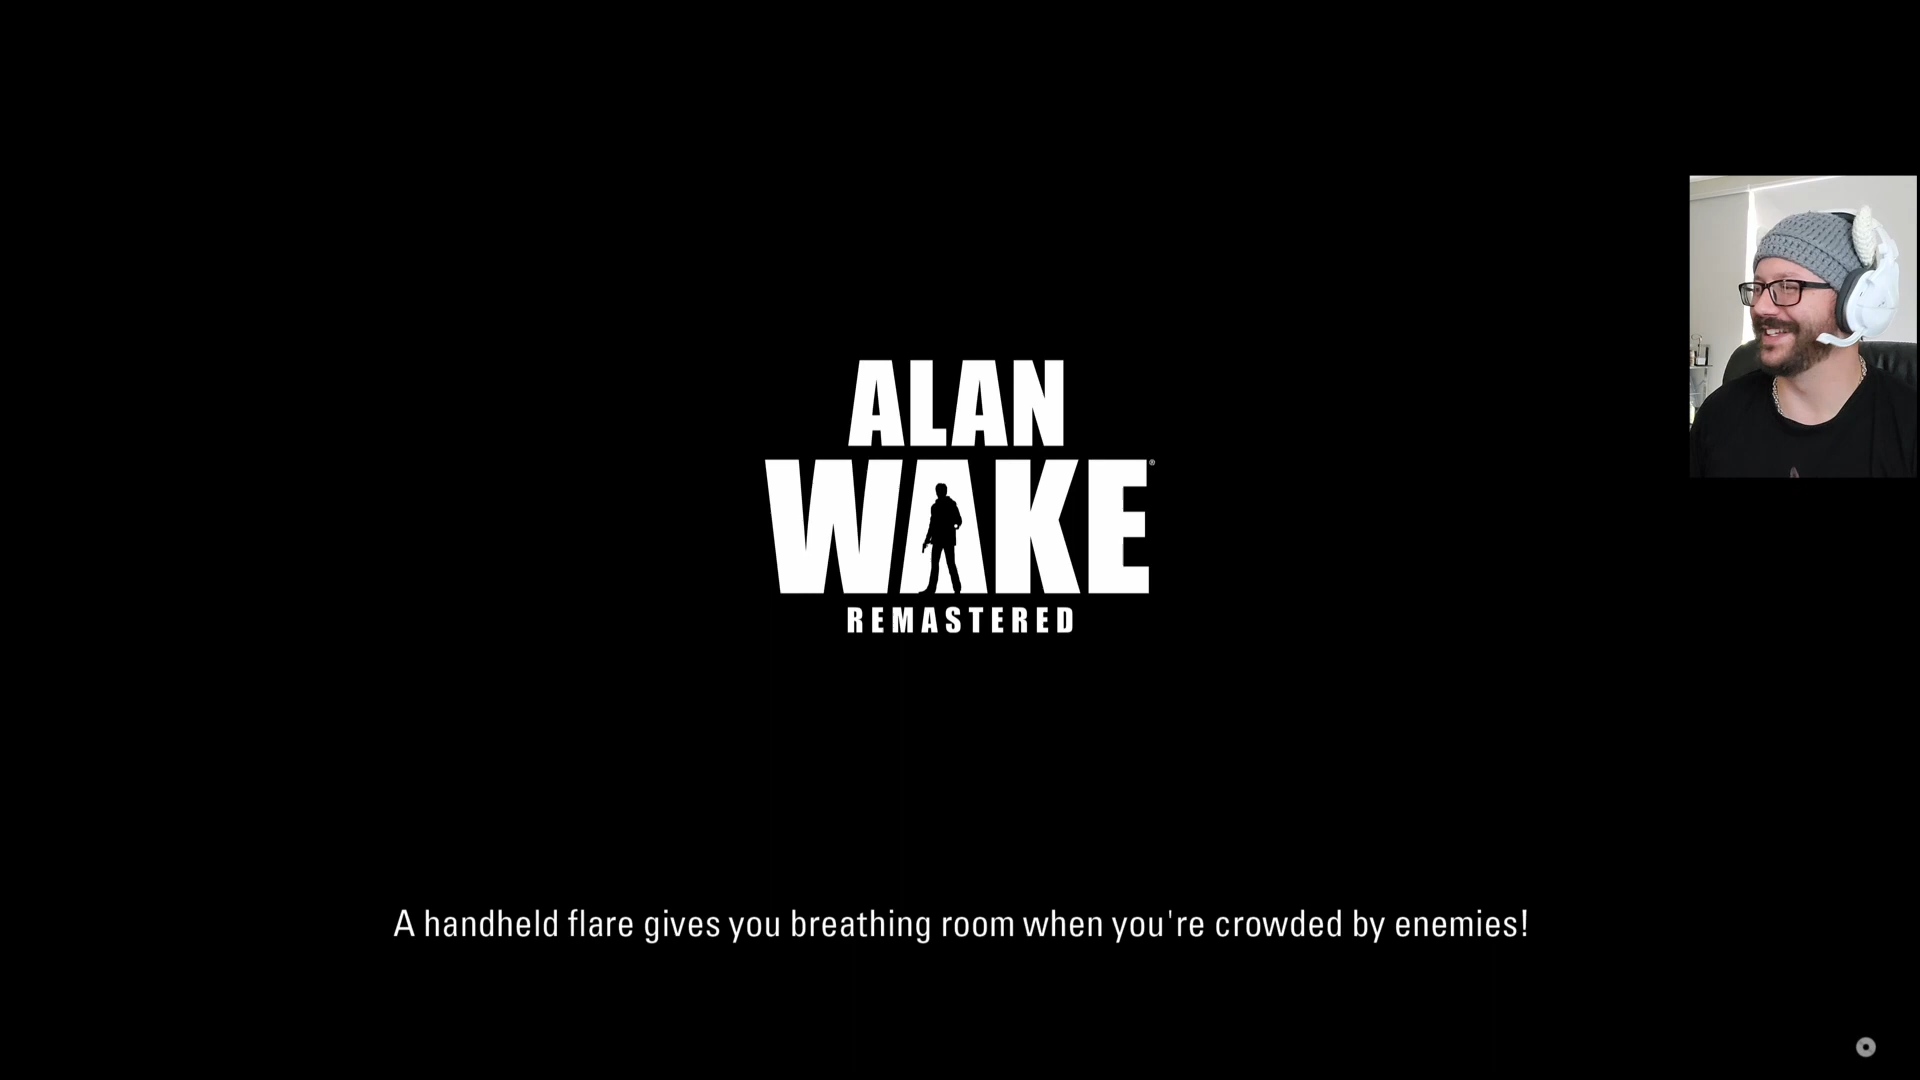 ALAN
WAKE®
REMASTERED
A handheld flare gives you breathing room when you're crowded by enemies!